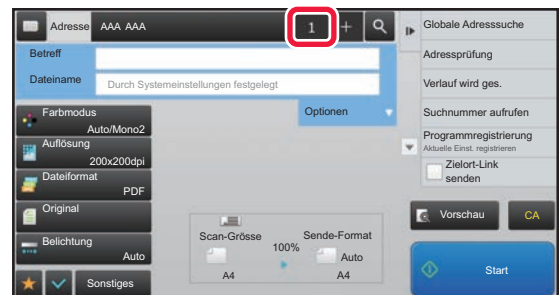 Adresse AAA AAA 1 +
Betreff
Dateiname Durch Systemeinstellungen festgelegt
Optionen
Farbmodus
Auto/Mono2
Auflösung
200x200dpi
Dateiformat
PDF
Original
Belichtung
Auto
Sonstiges
Scan-Grösse
A4
100%
Sende-Format
Auto
A4
Globale Adresssuche
Adressprüfung
Verlauf wird ges.
Suchnummer aufrufen
Programmregistrierung
Aktuelle Einst. registrieren
Zielort-Link
senden
Vorschau
CA
Start